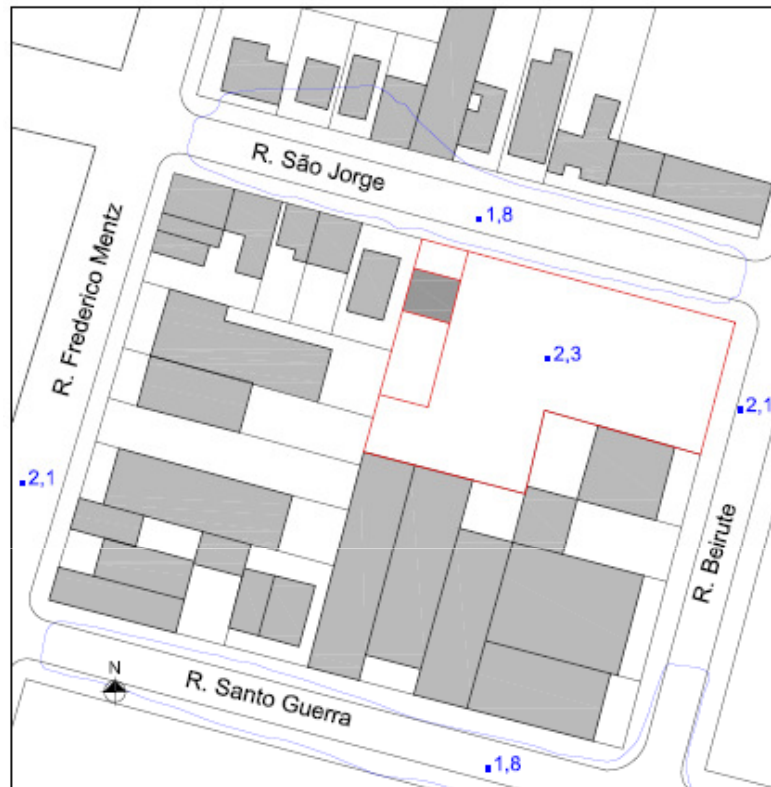 R. São Jorge
1,8
R. Frederico Mentz
2,3
2,1
2,1
R. Beirute
N
R. Santo Guerra
1,8